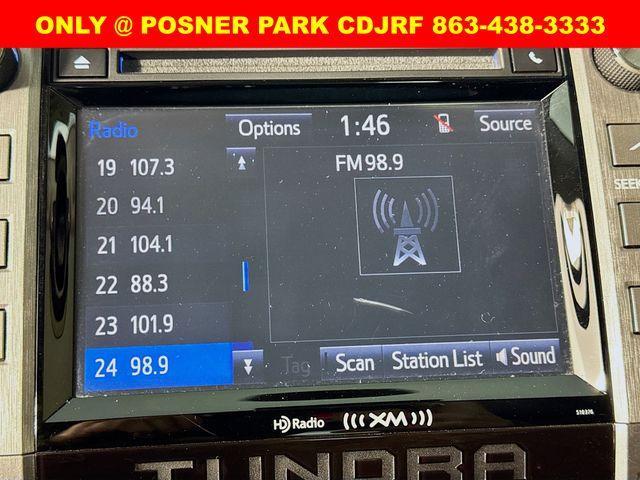 ONLY @ POSNER PARK CDJRF 863-438-3333
Radio Options 1:46 Source
19 107.3
FM 98.9
20 94.1
21 104.1
22 88.3
23 101.9
24 98.9
Tag Scan Station List Sound
HD Radio XM
SEEK
TUNDRA